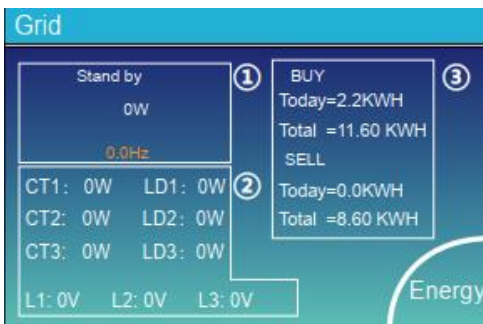 Grid
Stand by
0W
0.0Hz
①
CT1: 0W LD1: 0W
CT2: 0W LD2: 0W
CT3: 0W LD3: 0W
L1: 0V L2: 0V L3: 0V
②
BUY
Today=2.2KWH
Total =11.60 KWH
SELL
Today=0.0KWH
Total =8.60 KWH
③
Energy